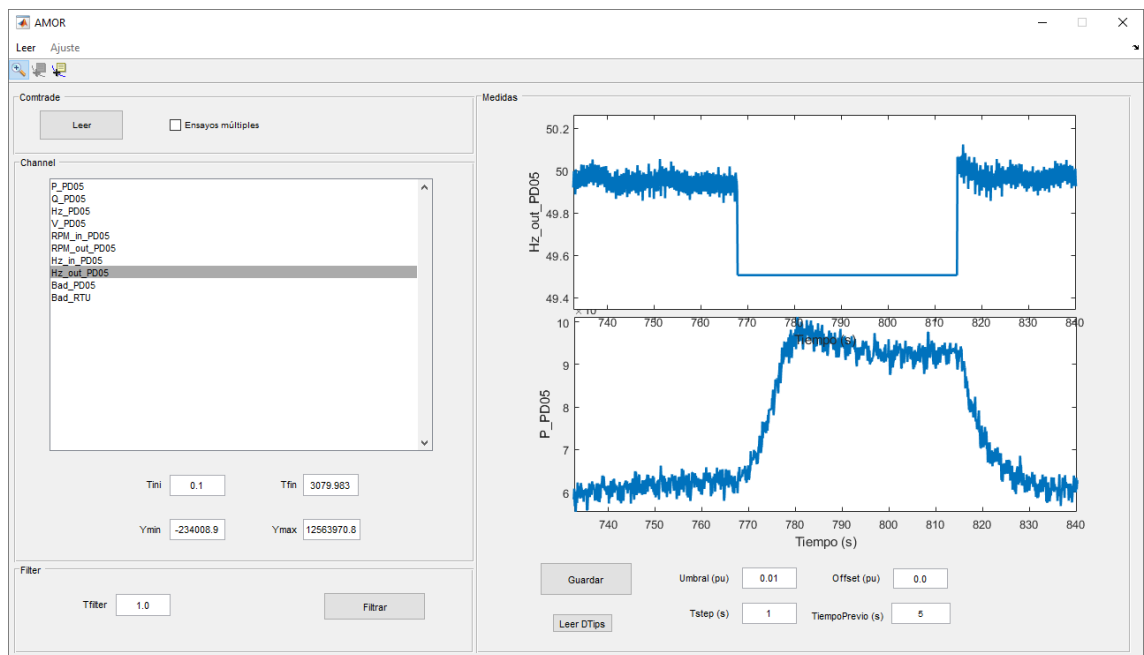 AMOR
Leer Ajuste
Comtrade
Leer
Ensayos múltiples
Channel
P_PD05
Q_PD05
Hz_PD05
V_PD05
RPM_in_PD05
RPM_out_PD05
Hz_in_PD05
Hz_out_PD05
Bad_PD05
Bad_RTU
Tini 0.1 Tfin 3079.983
Ymin -234008.9 Ymax 12563970.8
Filter
Tfilter 1.0 Filtrar
Medidas
Hz_out_PD05
50.2
50
49.8
49.6
49.4
740 750 760 770 780 790 800 810 820 830 840
Tiempo (s)
P_PD05
10
9
8
7
6
740 750 760 770 780 790 800 810 820 830 840
Tiempo (s)
Guardar Umbral (pu) 0.01 Offset (pu) 0.0
Leer DTips Tstep (s) 1 TiempoPrevio (s) 5